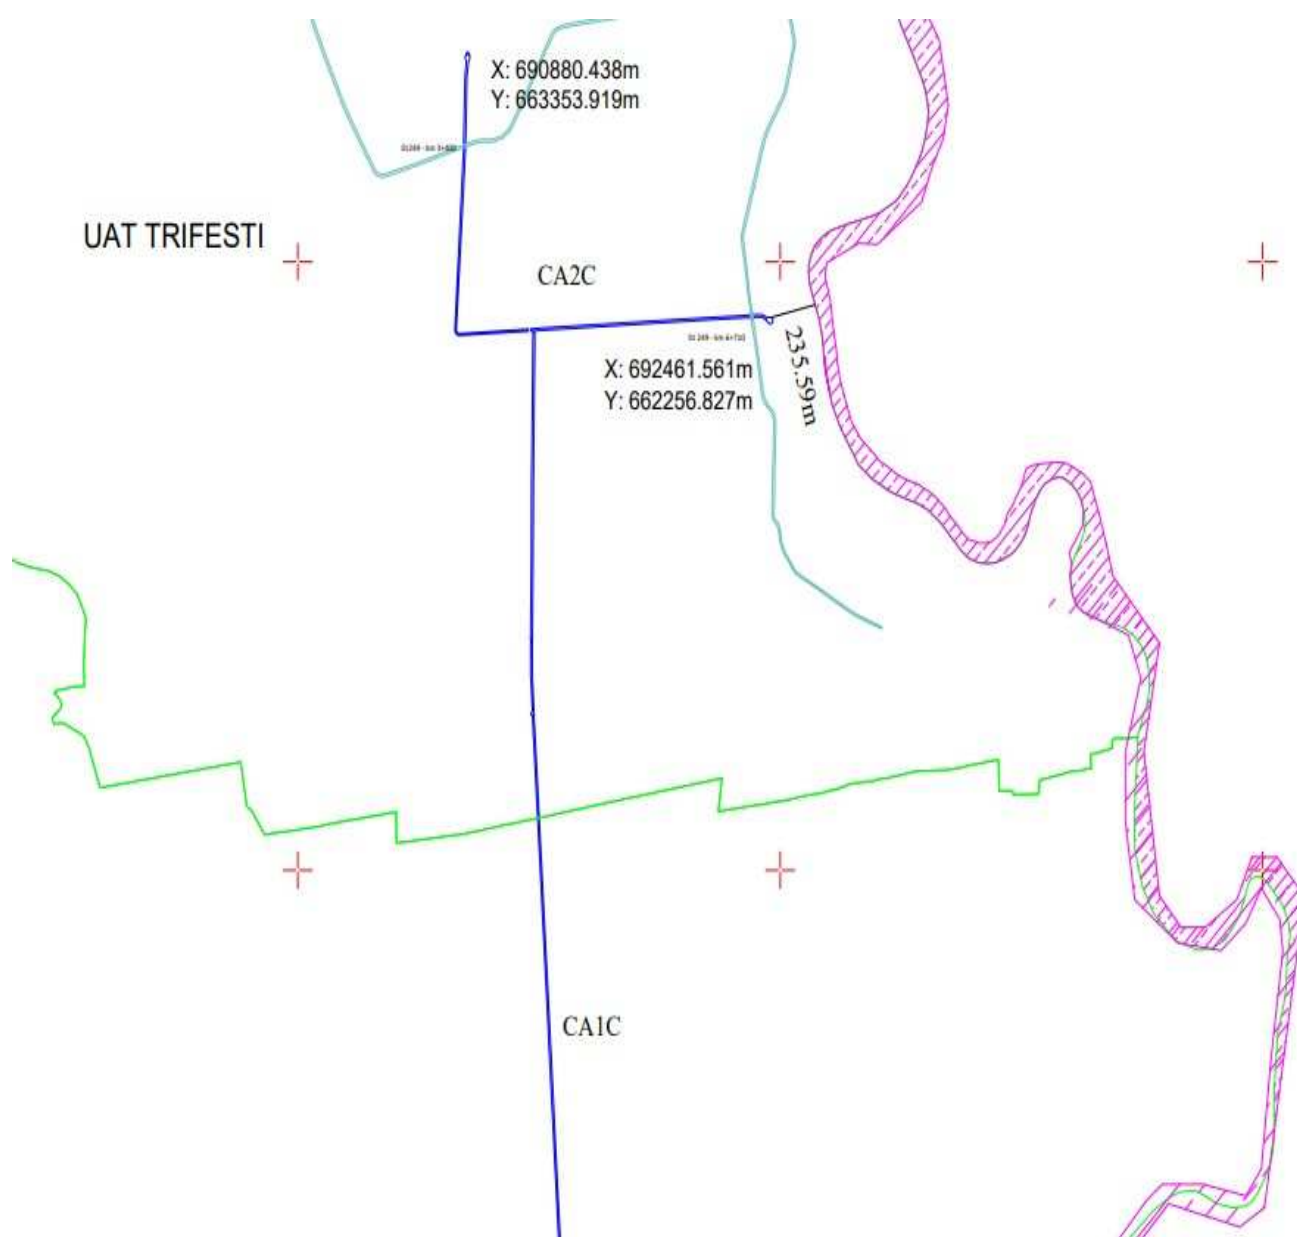 X: 690880.438m
Y: 663353.919m
UAT TRIFESTI
CA2C
X: 692461.561m
Y: 662256.827m
235.59m
CA1C